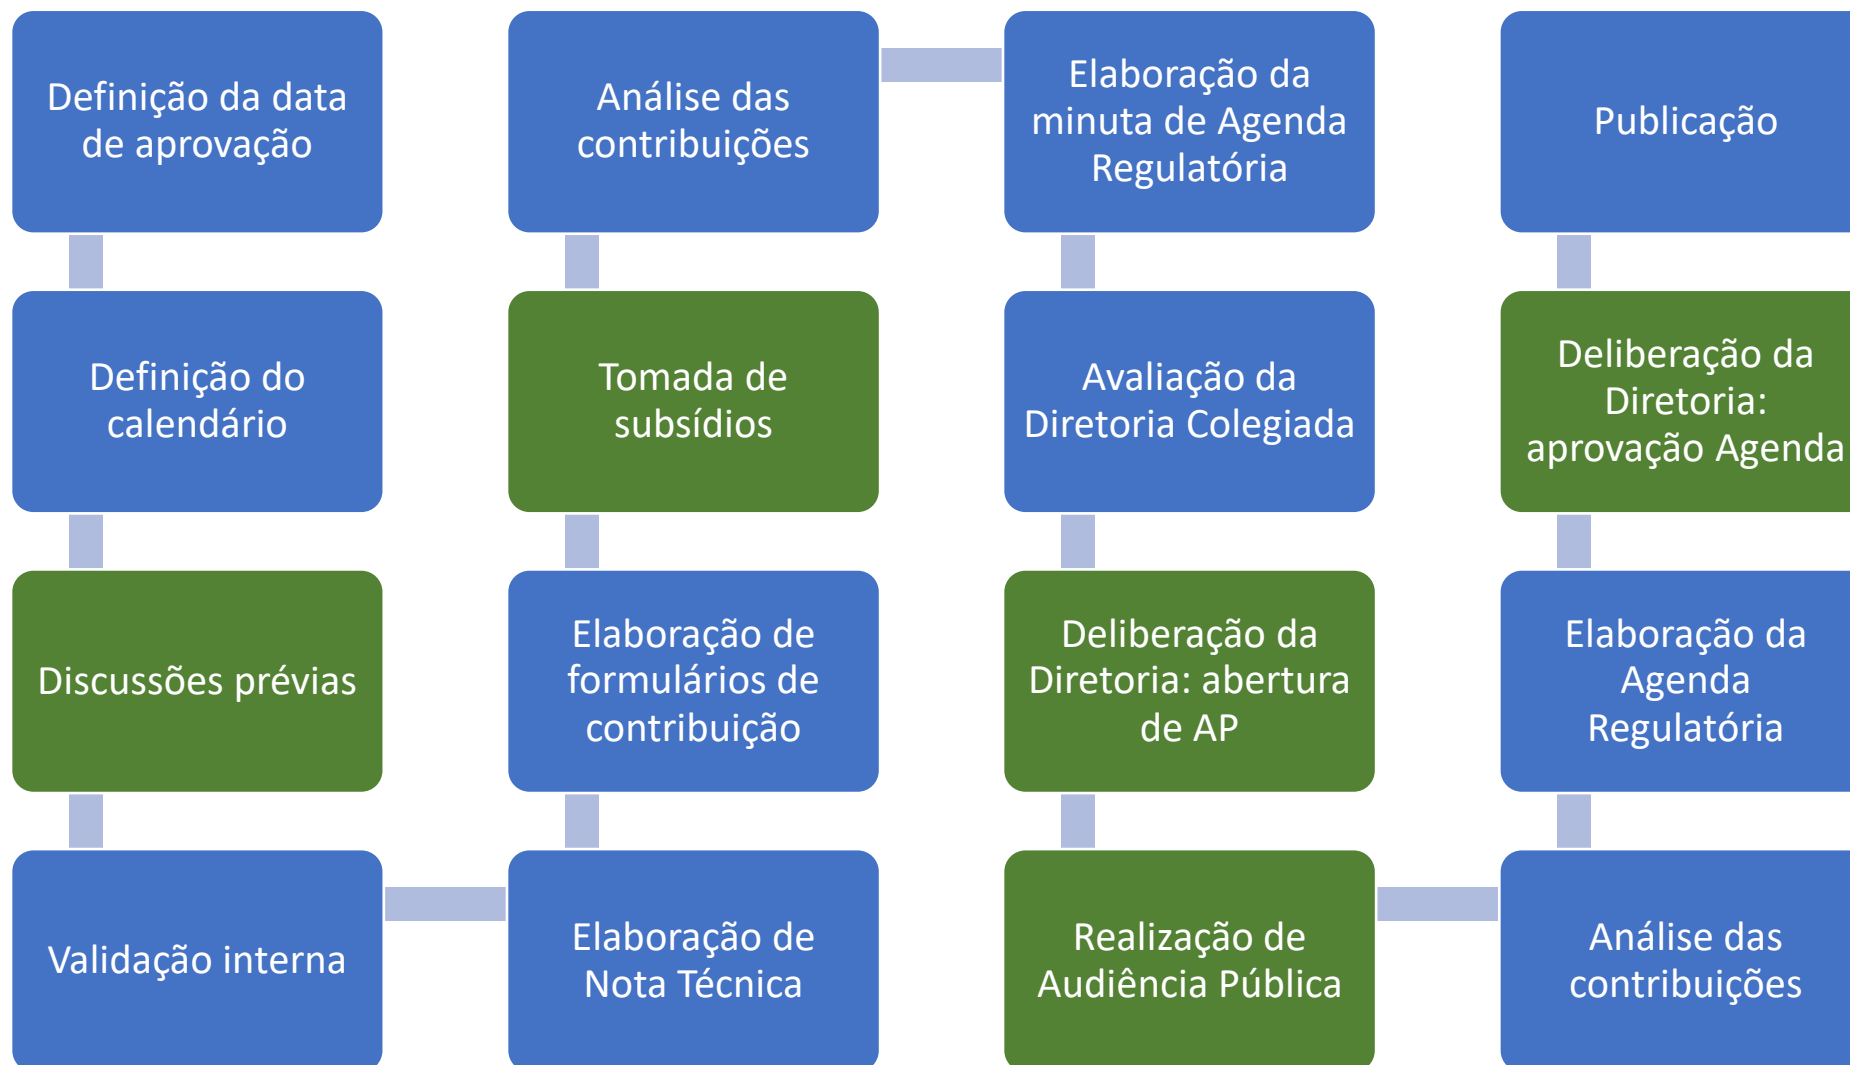 Definição da data
de aprovação
Definição do
calendário
Discussões prévias
Validação interna
Elaboração de
Nota Técnica
Elaboração de
formulários de
contribuição
Tomada de
subsídios
Análise das
contribuições
Elaboração da
minuta de Agenda
Regulatória
Avaliação da
Diretoria Colegiada
Deliberação da
Diretoria: abertura
de AP
Realização de
Audiência Pública
Análise das
contribuições
Elaboração da
Agenda
Regulatória
Deliberação da
Diretoria:
aprovação Agenda
Publicação